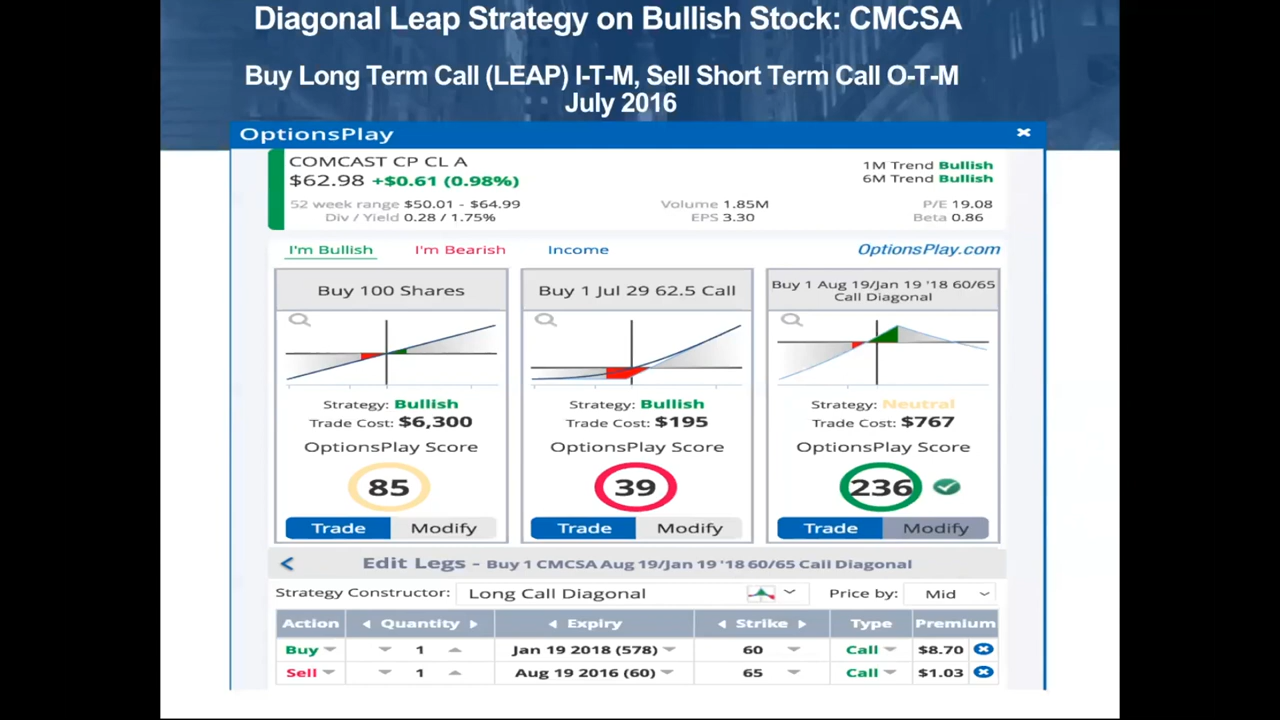 Diagonal Leap Strategy on Bullish Stock: CMCSA
Buy Long Term Call (LEAP) I-T-M, Sell Short Term Call O-T-M
July 2016
OptionsPlay
COMCAST CP CL A
$62.98 +$0.61 (0.98%)
1M Trend Bullish
6M Trend Bullish
52 week range $50.01 - $64.99
Volume 1.85M
P/E 19.08
Div / Yield 0.28 / 1.75%
EPS 3.30
Beta 0.86
I'm Bullish I'm Bearish Income OptionsPlay.com
Buy 100 Shares
Strategy: Bullish
Trade Cost: $6,300
OptionsPlay Score
85
Trade Modify
Buy 1 Jul 29 62.5 Call
Strategy: Bullish
Trade Cost: $195
OptionsPlay Score
39
Trade Modify
Buy 1 Aug 19/Jan 19 '18 60/65
Call Diagonal
Strategy: Neutral
Trade Cost: $767
OptionsPlay Score
236
Trade Modify
Edit Legs - Buy 1 CMCSA Aug 19/Jan 19 '18 60/65 Call Diagonal
Strategy Constructor: Long Call Diagonal Price by: Mid
Action Quantity Expiry Strike Type Premium
Buy 1 Jan 19 2018 (578) 60 Call $8.70
Sell 1 Aug 19 2016 (60) 65 Call $1.03